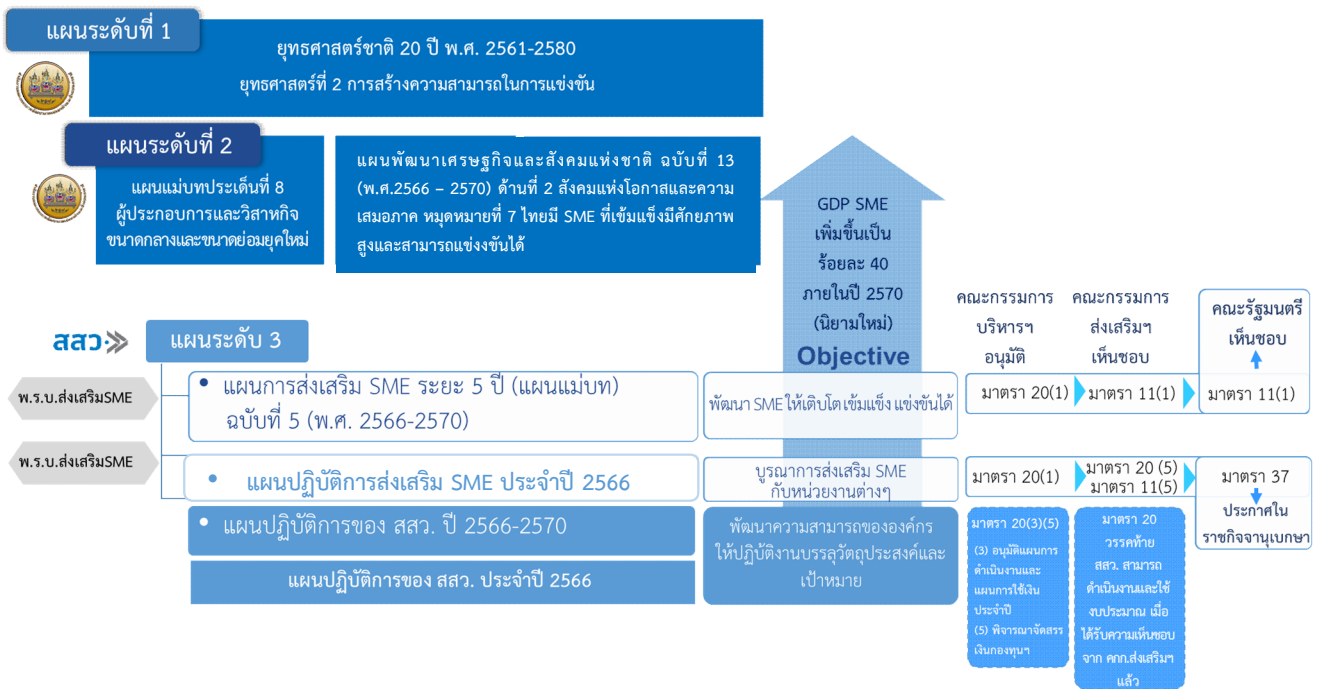 แผนระดับที่ 1
ยุทธศาสตร์ชาติ 20 ปี พ.ศ. 2561-2580
ยุทธศาสตร์ที่ 2 การสร้างความสามารถในการแข่งขัน
แผนระดับที่ 2
แผนแม่บทประเด็นที่ 8
ผู้ประกอบการและวิสาหกิจ
ขนาดกลางและขนาดย่อมยุคใหม่
แผนพัฒนาเศรษฐกิจและสังคมแห่งชาติ ฉบับที่ 13
(พ.ศ.2566 – 2570) ด้านที่ 2 สังคมแห่งโอกาสและความ
เสมอภาค หมุดหมายที่ 7 ไทยมี SME ที่เข้มแข็งมีศักยภาพ
สูงและสามารถแข่งงขันได้
GDP SME
เพิ่มขึ้นเป็น
ร้อยละ 40
ภายในปี 2570
(นิยามใหม่)
Objective
คณะกรรมการ
บริหารฯ
อนุมัติ
คณะกรรมการ
ส่งเสริมฯ
เห็นชอบ
คณะรัฐมนตรี
เห็นชอบ
สสว
แผนระดับ 3
พ.ร.บ.ส่งเสริมSME
• แผนการส่งเสริม SME ระยะ 5 ปี (แผนแม่บท)
ฉบับที่ 5 (พ.ศ. 2566-2570)
พัฒนา SME ให้เติบโต เข้มแข็ง แข่งขันได้
มาตรา 20(1)
มาตรา 11(1)
มาตรา 11(1)
พ.ร.บ.ส่งเสริมSME
• แผนปฏิบัติการส่งเสริม SME ประจำปี 2566
บูรณาการส่งเสริม SME
กับหน่วยงานต่างๆ
มาตรา 20(1)
มาตรา 20 (5)
มาตรา 11(5)
มาตรา 37
ประกาศใน
ราชกิจจานุเบกษา
• แผนปฏิบัติการของ สสว. ปี 2566-2570
แผนปฏิบัติการของ สสว. ประจำปี 2566
พัฒนาความสามารถขององค์กร
ให้ปฏิบัติงานบรรลุวัตถุประสงค์และ
เป้าหมาย
มาตรา 20(3)(5)
(3) อนุมัติแผนการ
ดำเนินงานและ
แผนการใช้เงิน
ประจำปี
(5) พิจารณาจัดสรร
เงินกองทุนฯ
มาตรา 20
วรรคท้าย
สสว. สามารถ
ดำเนินงานและใช้
งบประมาณ เมื่อ
ได้รับความเห็นชอบ
จาก คกก.ส่งเสริมฯ
แล้ว